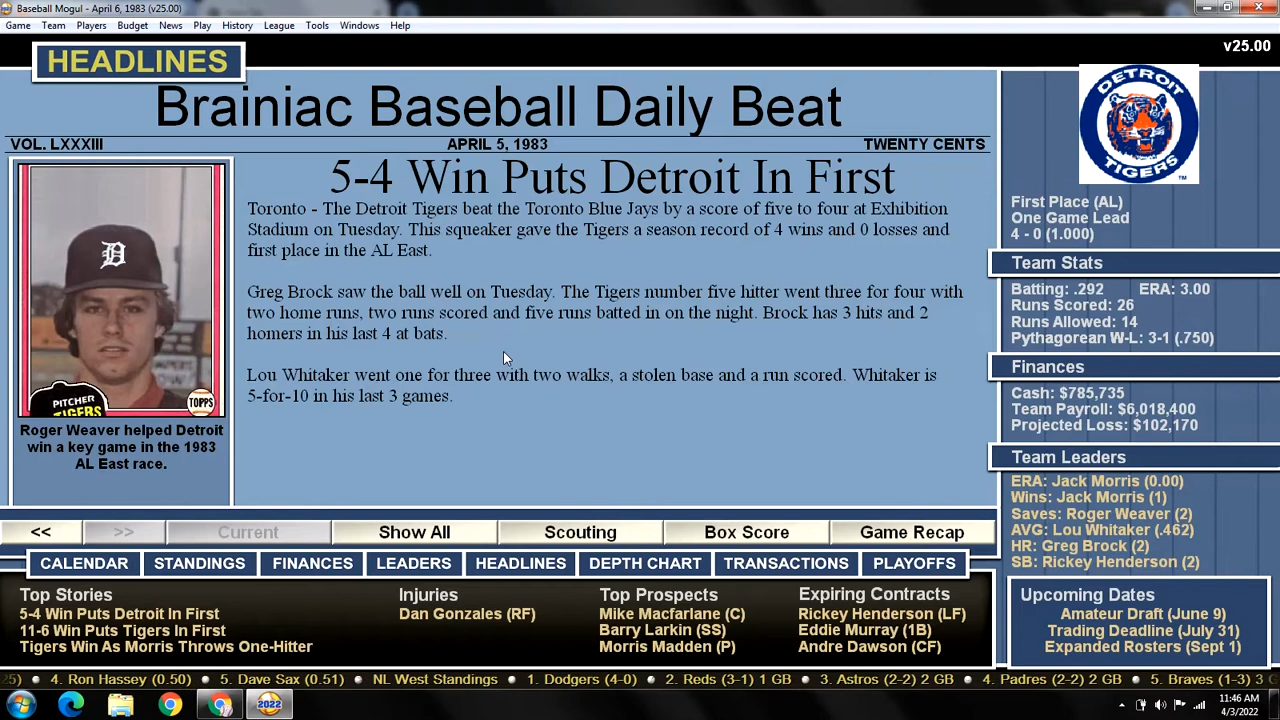 Baseball Mogul - April 6, 1983 (v25.00)
Game Team Players Budget News Play History League Tools Windows Help
HEADLINES
v25.00
Brainiac Baseball Daily Beat
VOL. LXXXIII APRIL 5, 1983 TWENTY CENTS
5-4 Win Puts Detroit In First
Toronto - The Detroit Tigers beat the Toronto Blue Jays by a score of five to four at Exhibition
Stadium on Tuesday. This squeaker gave the Tigers a season record of 4 wins and 0 losses and
first place in the AL East.
Greg Brock saw the ball well on Tuesday. The Tigers number five hitter went three for four with
two home runs, two runs scored and five runs batted in on the night. Brock has 3 hits and 2
homers in his last 4 at bats.
Lou Whitaker went one for three with two walks, a stolen base and a run scored. Whitaker is
5-for-10 in his last 3 games.
D
PITCHER
TIGERS
TOPPS
Roger Weaver helped Detroit
win a key game in the 1983
AL East race.
DETROIT
TIGERS
TM
First Place (AL)
One Game Lead
4 - 0 (1.000)
Team Stats
Batting: .292 ERA: 3.00
Runs Scored: 26
Runs Allowed: 14
Pythagorean W-L: 3-1 (.750)
Finances
Cash: $785,735
Team Payroll: $6,018,400
Projected Loss: $102,170
Team Leaders
ERA: Jack Morris (0.00)
Wins: Jack Morris (1)
Saves: Roger Weaver (2)
AVG: Lou Whitaker (.462)
HR: Greg Brock (2)
SB: Rickey Henderson (2)
<< >> Current Show All Scouting Box Score Game Recap
CALENDAR STANDINGS FINANCES LEADERS HEADLINES DEPTH CHART TRANSACTIONS PLAYOFFS
Top Stories
5-4 Win Puts Detroit In First
11-6 Win Puts Tigers In First
Tigers Win As Morris Throws One-Hitter
Injuries
Dan Gonzales (RF)
Top Prospects
Mike Macfarlane (C)
Barry Larkin (SS)
Morris Madden (P)
Expiring Contracts
Rickey Henderson (LF)
Eddie Murray (1B)
Andre Dawson (CF)
Upcoming Dates
Amateur Draft (June 9)
Trading Deadline (July 31)
Expanded Rosters (Sept 1)
25) • 4. Ron Hassey (0.50) • 5. Dave Sax (0.51) • NL West Standings • 1. Dodgers (4-0) • 2. Reds (3-1) 1 GB • 3. Astros (2-2) 2 GB • 4. Padres (2-2) 2 GB • 5. Braves (1-3) 3 G
2022
11:46 AM
4/3/2022